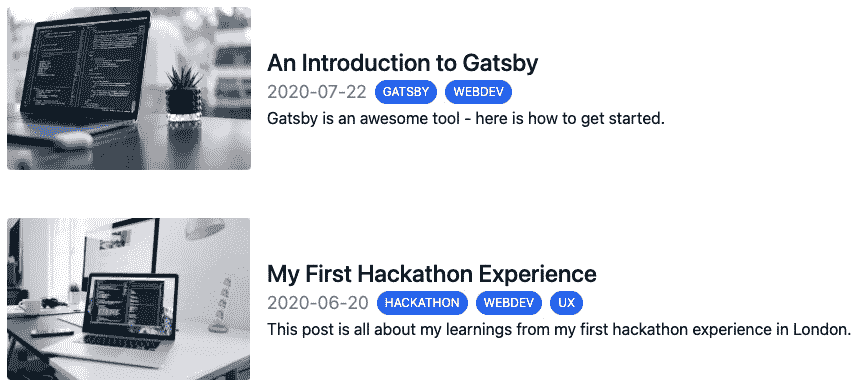 An Introduction to Gatsby
2020-07-22 GATSBY WEBDEV
Gatsby is an awesome tool - here is how to get started.
My First Hackathon Experience
2020-06-20 HACKATHON WEBDEV UX
This post is all about my learnings from my first hackathon experience in London.